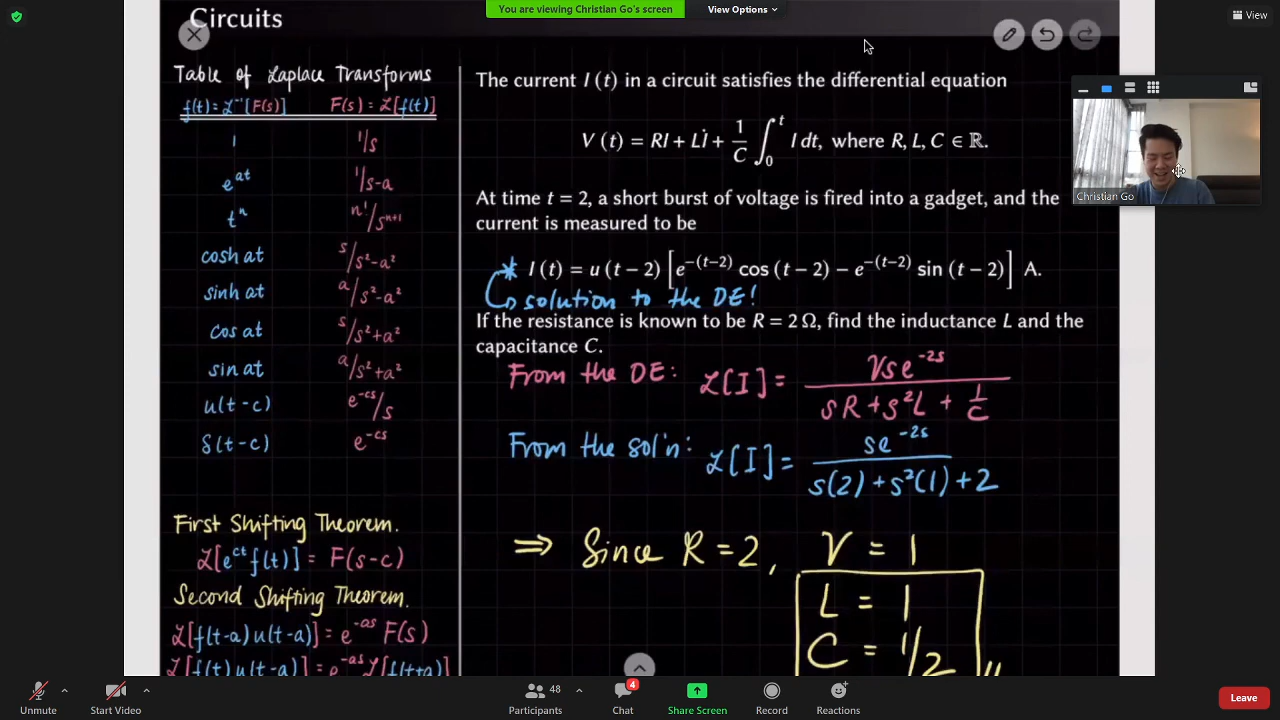 You are viewing Christian Go's screen
View Options
View
Circuits
Table of Laplace Transforms
f(t)=ℒ⁻¹[F(s)] F(s)=ℒ[f(t)]
1 1/s
e^at 1/s-a
t^n n!/s^n+1
cosh at s/s²-a²
sinh at a/s²-a²
cos at s/s²+a²
sin at a/s²+a²
u(t-c) e^-cs/s
δ(t-c) e^-cs
First Shifting Theorem.
ℒ[e^ct f(t)] = F(s-c)
Second Shifting Theorem.
ℒ[f(t-a)u(t-a)] = e^-as F(s)
ℒ[f(t)u(t-a)] = e^-as ℒ[f(t+a)]
The current I (t) in a circuit satisfies the differential equation
V (t) = RI + Lİ + 1/C ∫₀^t I dt, where R, L, C ∈ ℝ.
At time t = 2, a short burst of voltage is fired into a gadget, and the
current is measured to be
* I (t) = u (t − 2) [e^−(t−2) cos (t − 2) − e^−(t−2) sin (t − 2)] A.
↳ solution to the DE!
If the resistance is known to be R = 2 Ω, find the inductance L and the
capacitance C.
From the DE: ℒ[I] = Vse^-2s / sR + s²L + 1/C
From the sol'n: ℒ[I] = se^-2s / s(2) + s²(1) + 2
⇒ Since R = 2, V = 1
L = 1
C = 1/2 //
Christian Go
Unmute
Start Video
48
Participants
4
Chat
Share Screen
Record
Reactions
Leave